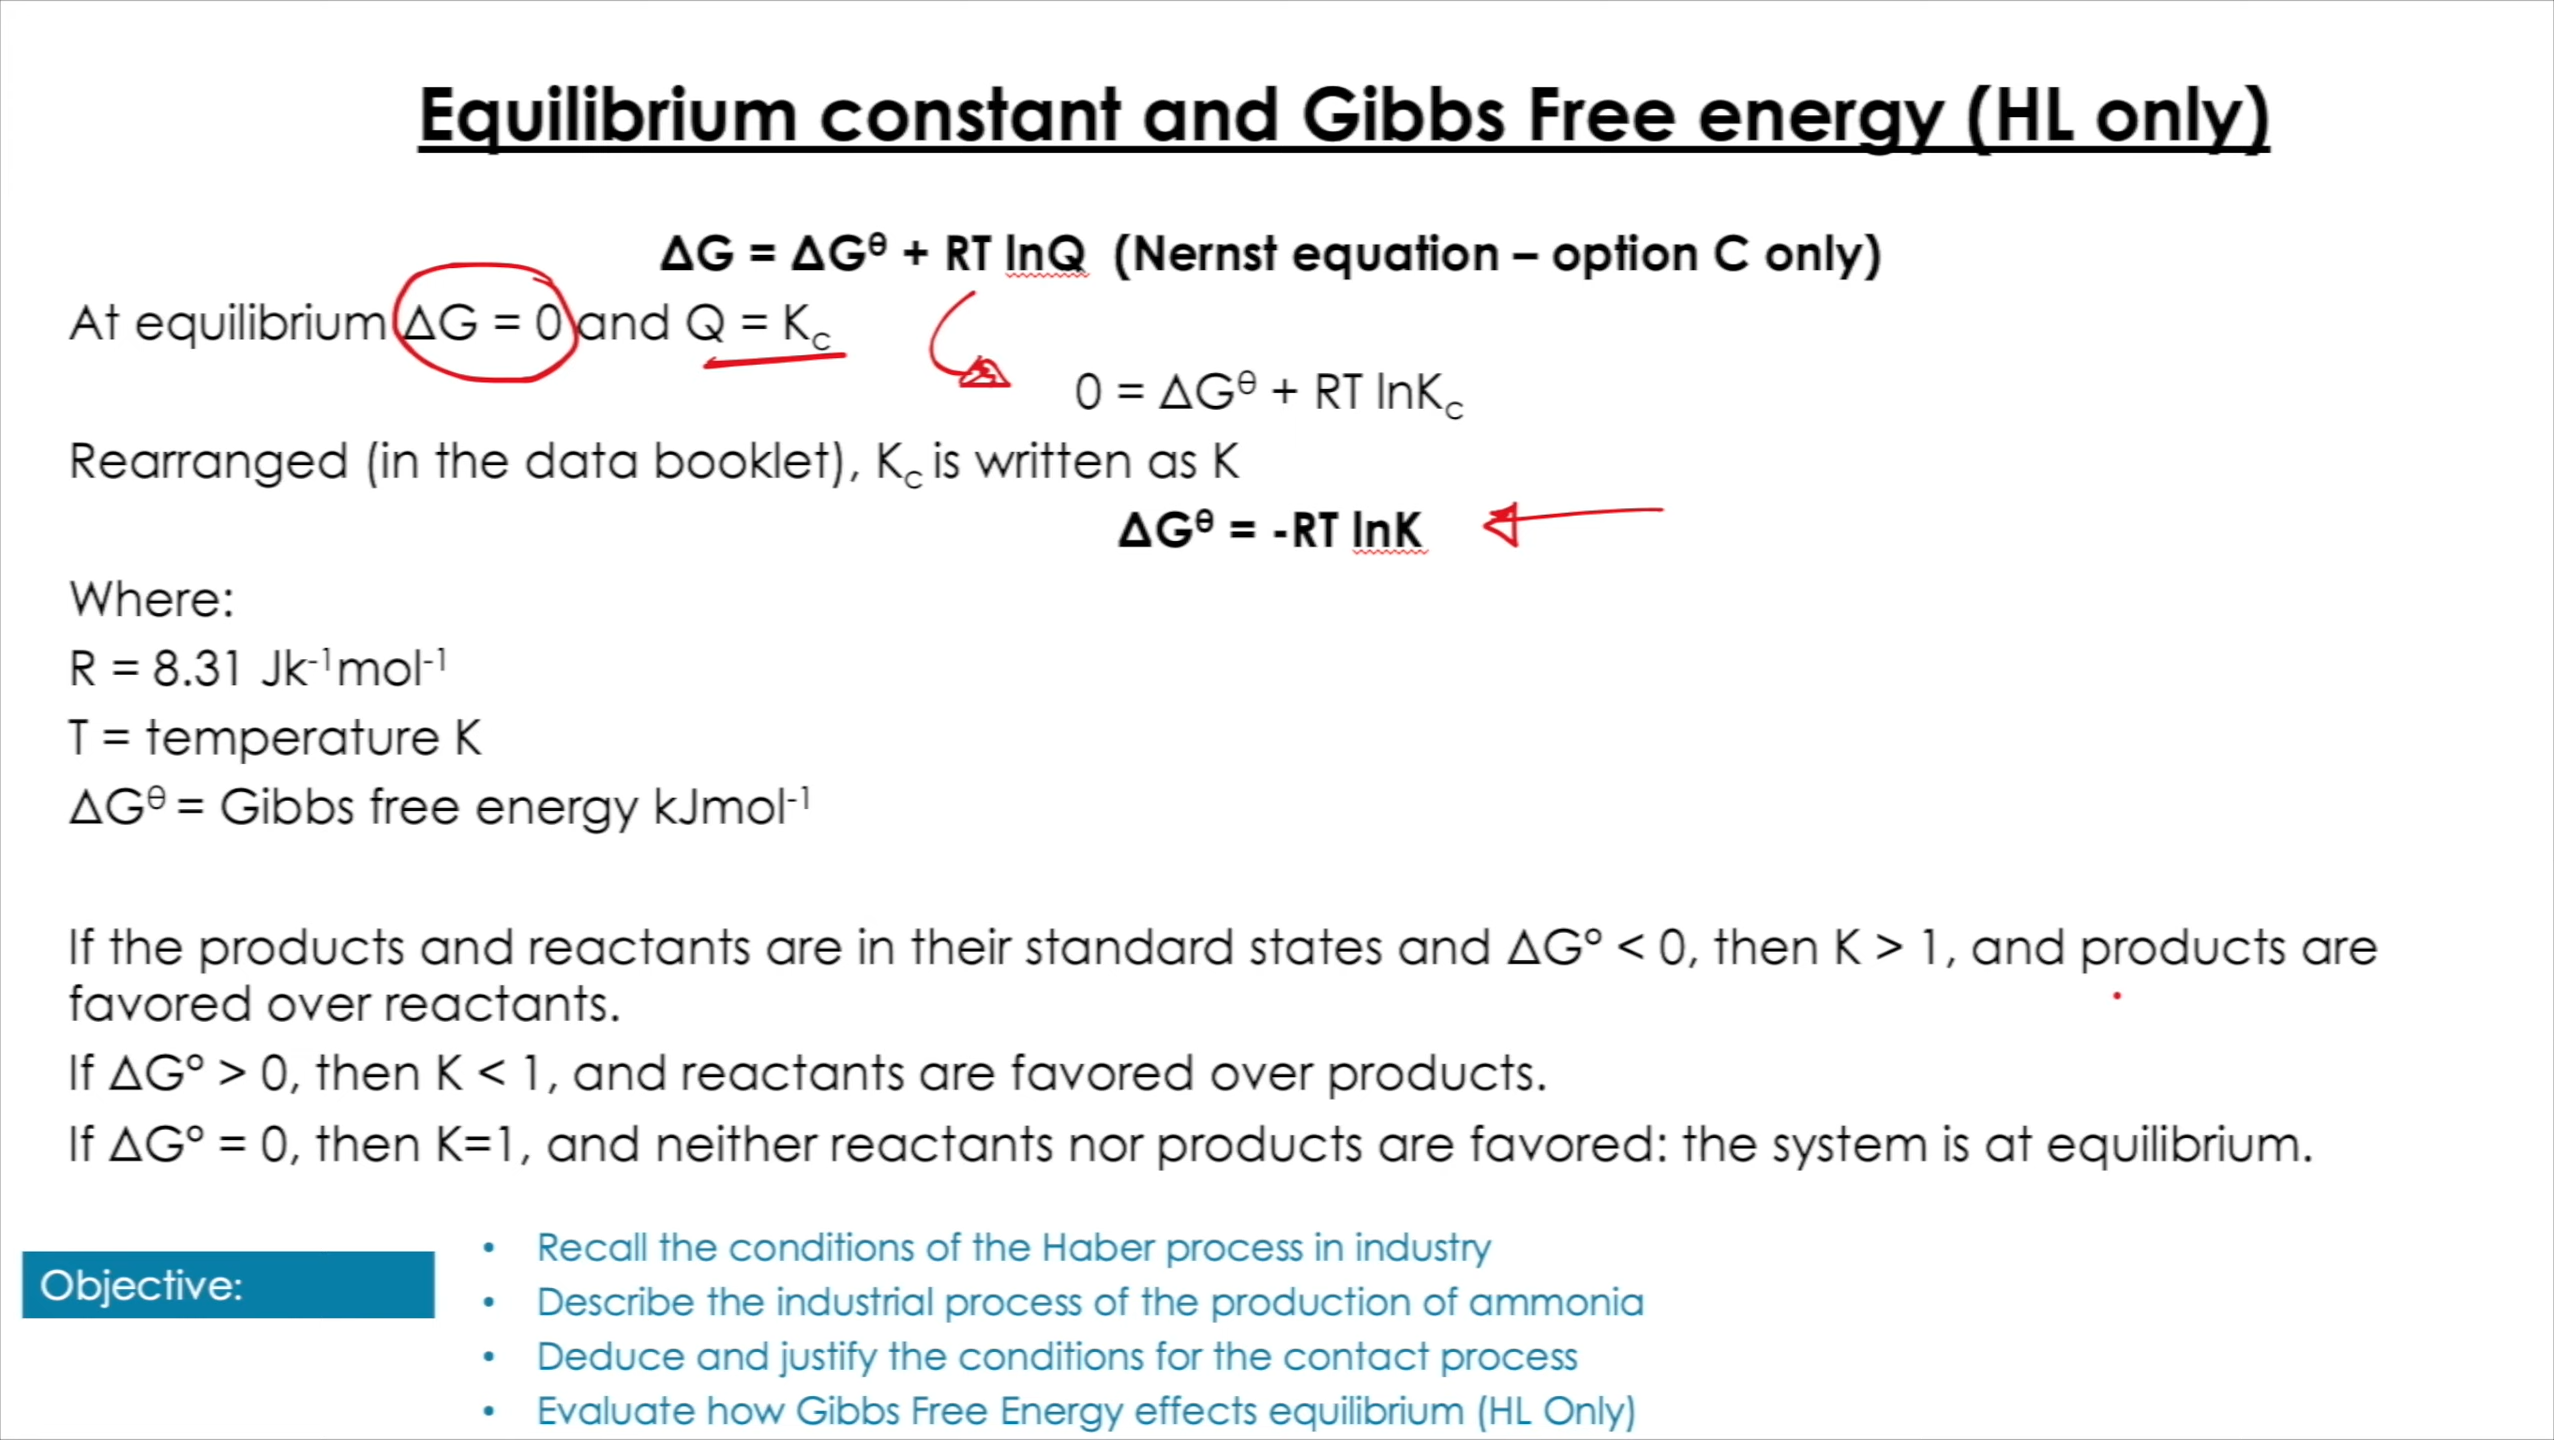 Equilibrium constant and Gibbs Free energy (HL only)
ΔG = ΔGᶿ + RT lnQ (Nernst equation – option C only)
At equilibrium ΔG = 0 and Q = K꜀
0 = ΔGᶿ + RT lnK꜀
Rearranged (in the data booklet), K꜀ is written as K
ΔGᶿ = -RT lnK
Where:
R = 8.31 Jk⁻¹mol⁻¹
T = temperature K
ΔGᶿ = Gibbs free energy kJmol⁻¹
If the products and reactants are in their standard states and ΔG° < 0, then K > 1, and products are
favored over reactants.
If ΔG° > 0, then K < 1, and reactants are favored over products.
If ΔG° = 0, then K=1, and neither reactants nor products are favored: the system is at equilibrium.
Objective:
• Recall the conditions of the Haber process in industry
• Describe the industrial process of the production of ammonia
• Deduce and justify the conditions for the contact process
• Evaluate how Gibbs Free Energy effects equilibrium (HL Only)